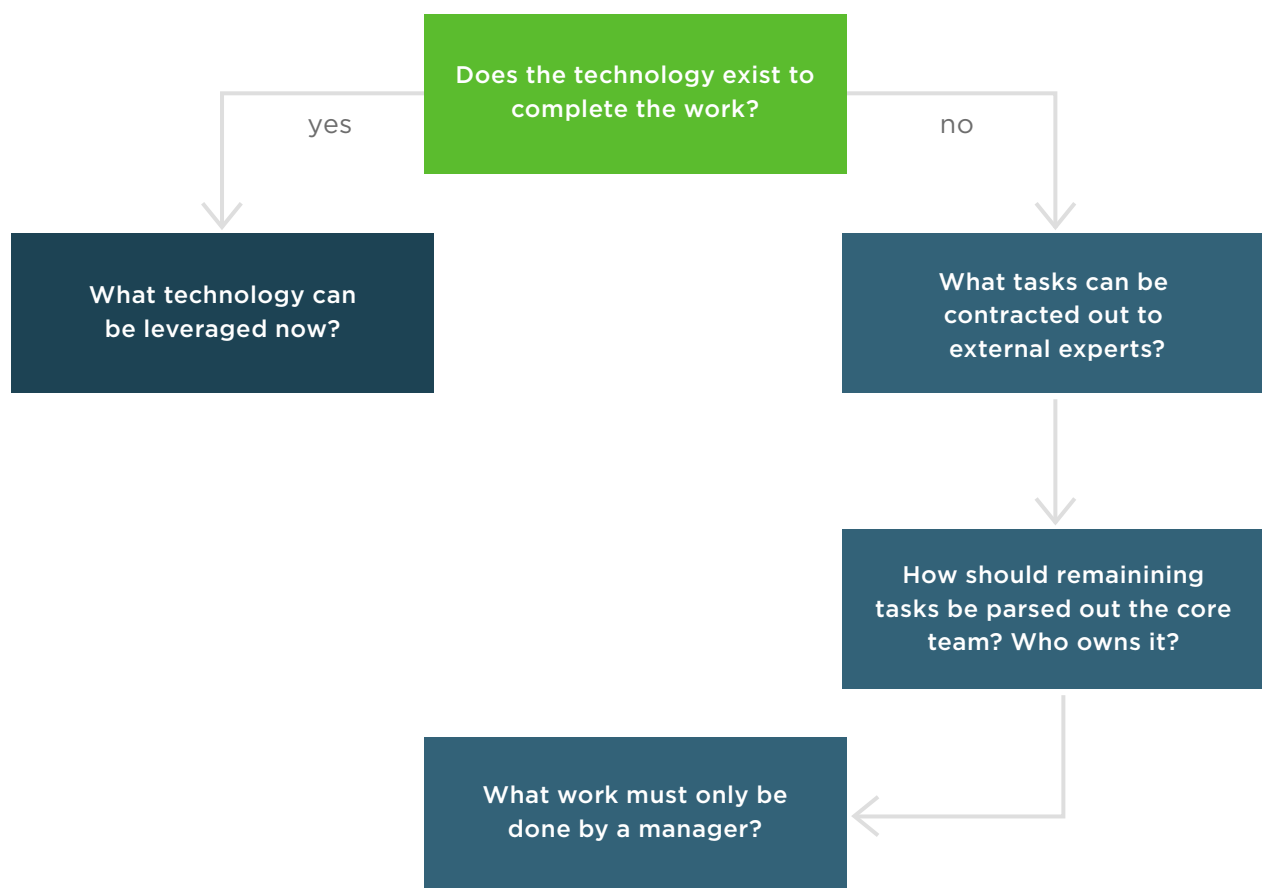 Does the technology exist to
complete the work?
yes
no
What technology can
be leveraged now?
What tasks can be
contracted out to
external experts?
How should remainining
tasks be parsed out the core
team? Who owns it?
What work must only be
done by a manager?